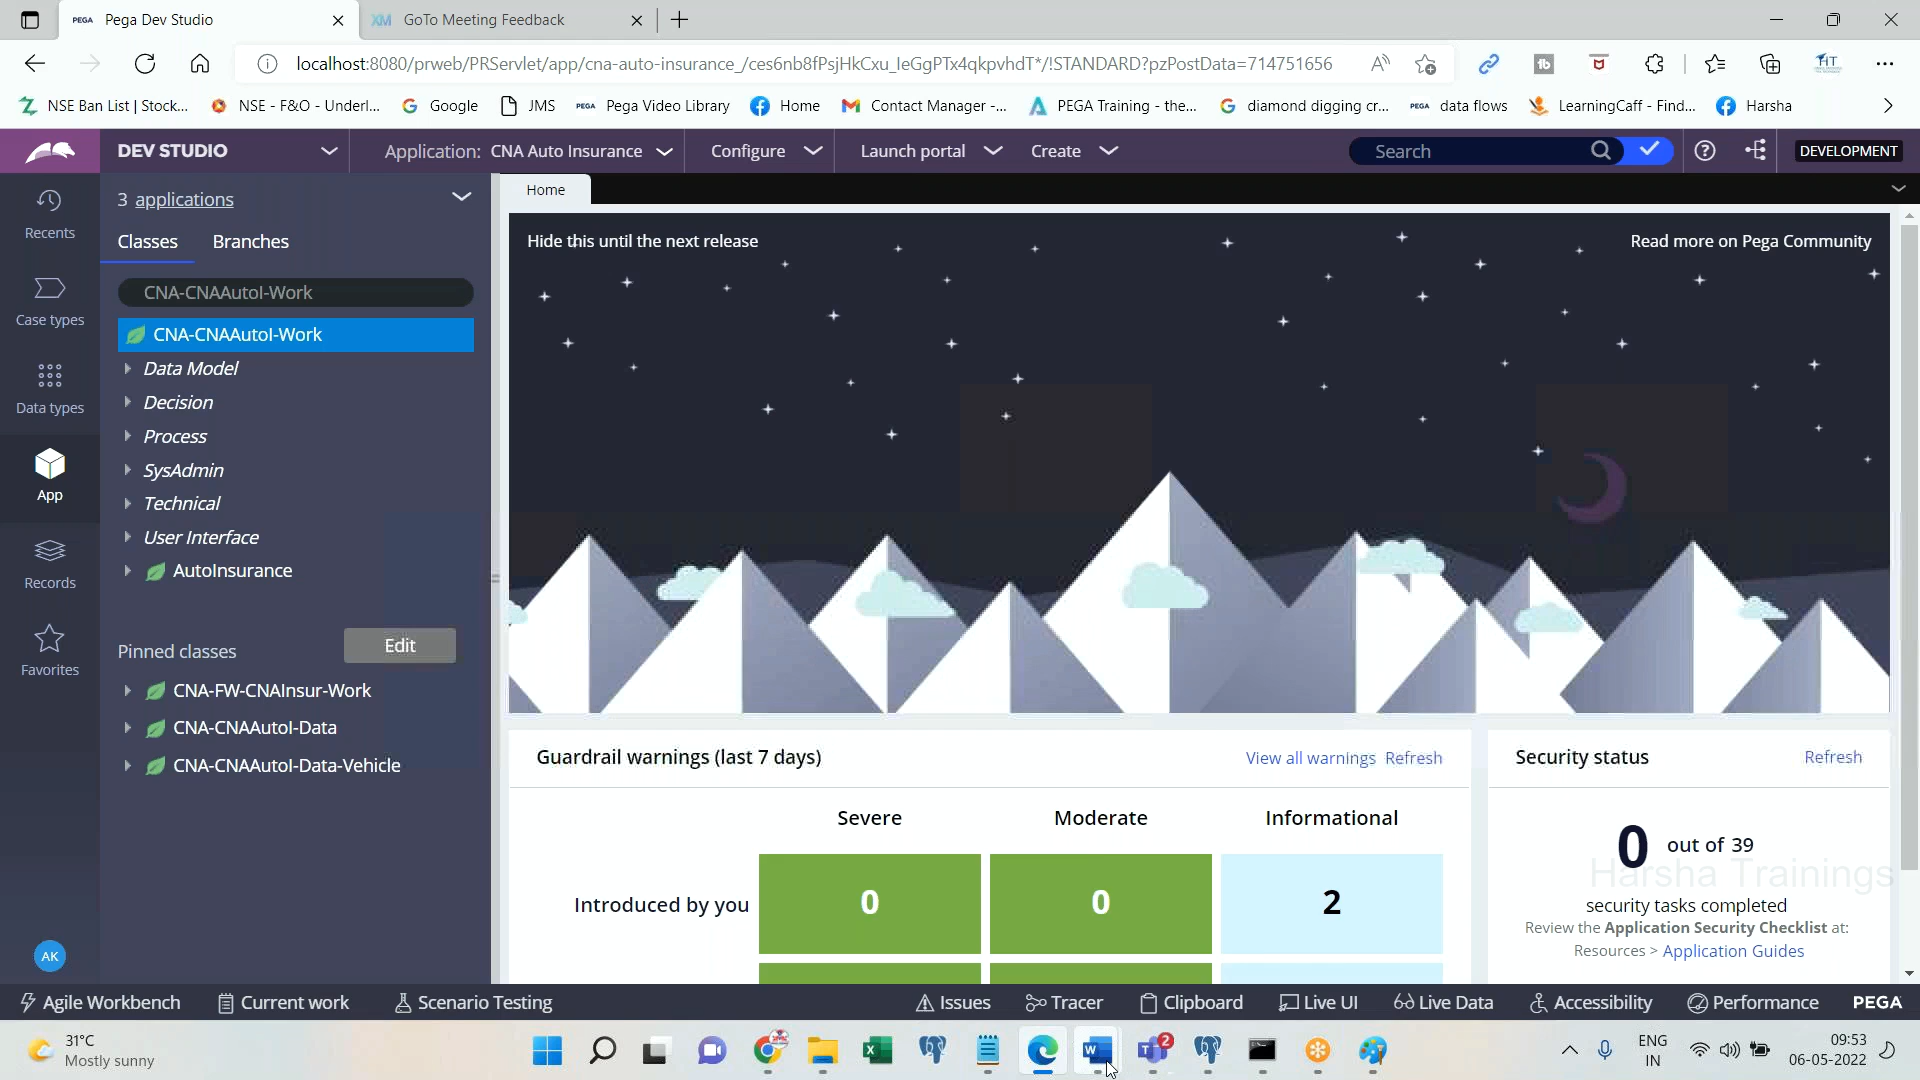 PEGA Pega Dev Studio
XM GoTo Meeting Feedback
localhost:8080/prweb/PRServlet/app/cna-auto-insurance_/ces6nb8fPsjHkCxu_IeGgPTx4qkpvhdT*/!STANDARD?pzPostData=714751656
NSE Ban List | Stock...
NSE - F&O - Underl...
Google
JMS
PEGA Pega Video Library
Home
Contact Manager -...
PEGA Training - the...
diamond digging cr...
PEGA data flows
LearningCaff - Find...
Harsha
DEV STUDIO
Application: CNA Auto Insurance
Configure
Launch portal
Create
Search
DEVELOPMENT
Recents
Case types
Data types
App
Records
Favorites
AK
3 applications
Classes Branches
CNA-CNAAutoI-Work
CNA-CNAAutoI-Work
Data Model
Decision
Process
SysAdmin
Technical
User Interface
AutoInsurance
Pinned classes Edit
CNA-FW-CNAInsur-Work
CNA-CNAAutoI-Data
CNA-CNAAutoI-Data-Vehicle
Home
Hide this until the next release
Read more on Pega Community
Guardrail warnings (last 7 days)
View all warnings Refresh
Severe Moderate Informational
Introduced by you 0 0 2
Security status Refresh
0 out of 39
Harsha Trainings
security tasks completed
Review the Application Security Checklist at:
Resources > Application Guides
Agile Workbench
Current work
Scenario Testing
Issues
Tracer
Clipboard
Live UI
Live Data
Accessibility
Performance
PEGA
31°C
Mostly sunny
2
ENG
IN
09:53
06-05-2022